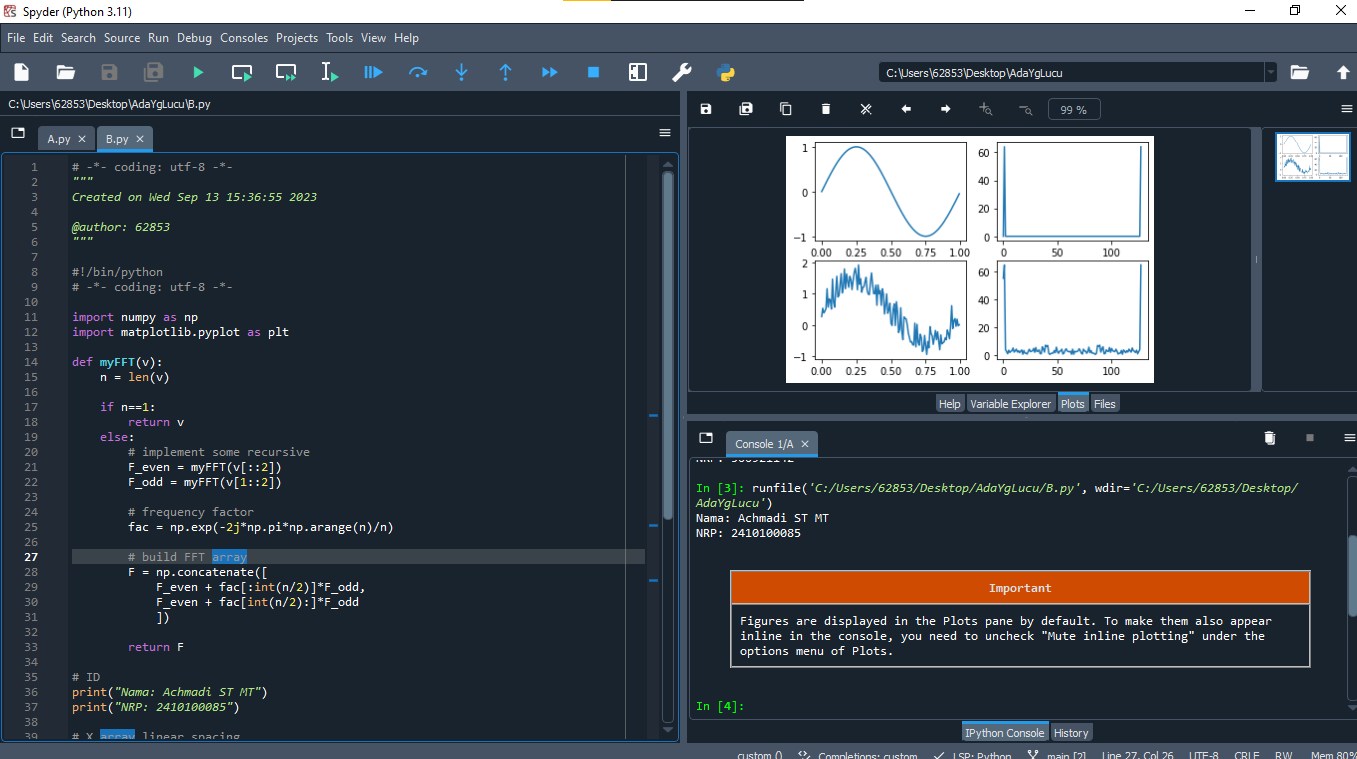 Spyder (Python 3.11)
File Edit Search Source Run Debug Consoles Projects Tools View Help
C:\Users\62853\Desktop\AdaYgLucu
C:\Users\62853\Desktop\AdaYgLucu\B.py
A.py
B.py
1 # -*- coding: utf-8 -*-
2 """
3 Created on Wed Sep 13 15:36:55 2023
4
5 @author: 62853
6 """
7
8 #!/bin/python
9 # -*- coding: utf-8 -*-
10
11 import numpy as np
12 import matplotlib.pyplot as plt
13
14 def myFFT(v):
15 n = len(v)
16
17 if n==1:
18 return v
19 else:
20 # implement some recursive
21 F_even = myFFT(v[::2])
22 F_odd = myFFT(v[1::2])
23
24 # frequency factor
25 fac = np.exp(-2j*np.pi*np.arange(n)/n)
26
27 # build FFT array
28 F = np.concatenate([
29 F_even + fac[:int(n/2)]*F_odd,
30 F_even + fac[int(n/2):]*F_odd
31 ])
32
33 return F
34
35 # ID
36 print("Nama: Achmadi ST MT")
37 print("NRP: 2410100085")
38
39 # X array linear spacing
99 %
1
0
−1
0.00 0.25 0.50 0.75 1.00
60
40
20
0
0 50 100
2
1
0
−1
0.00 0.25 0.50 0.75 1.00
60
40
20
0
0 50 100
Help Variable Explorer Plots Files
Console 1/A
In [3]: runfile('C:/Users/62853/Desktop/AdaYgLucu/B.py', wdir='C:/Users/62853/Desktop/
AdaYgLucu')
Nama: Achmadi ST MT
NRP: 2410100085
Important
Figures are displayed in the Plots pane by default. To make them also appear
inline in the console, you need to uncheck "Mute inline plotting" under the
options menu of Plots.
In [4]:
IPython Console History
custom () Completions: custom LSP: Python main [2] Line 27, Col 26 UTF-8 CRLF RW Mem 80%